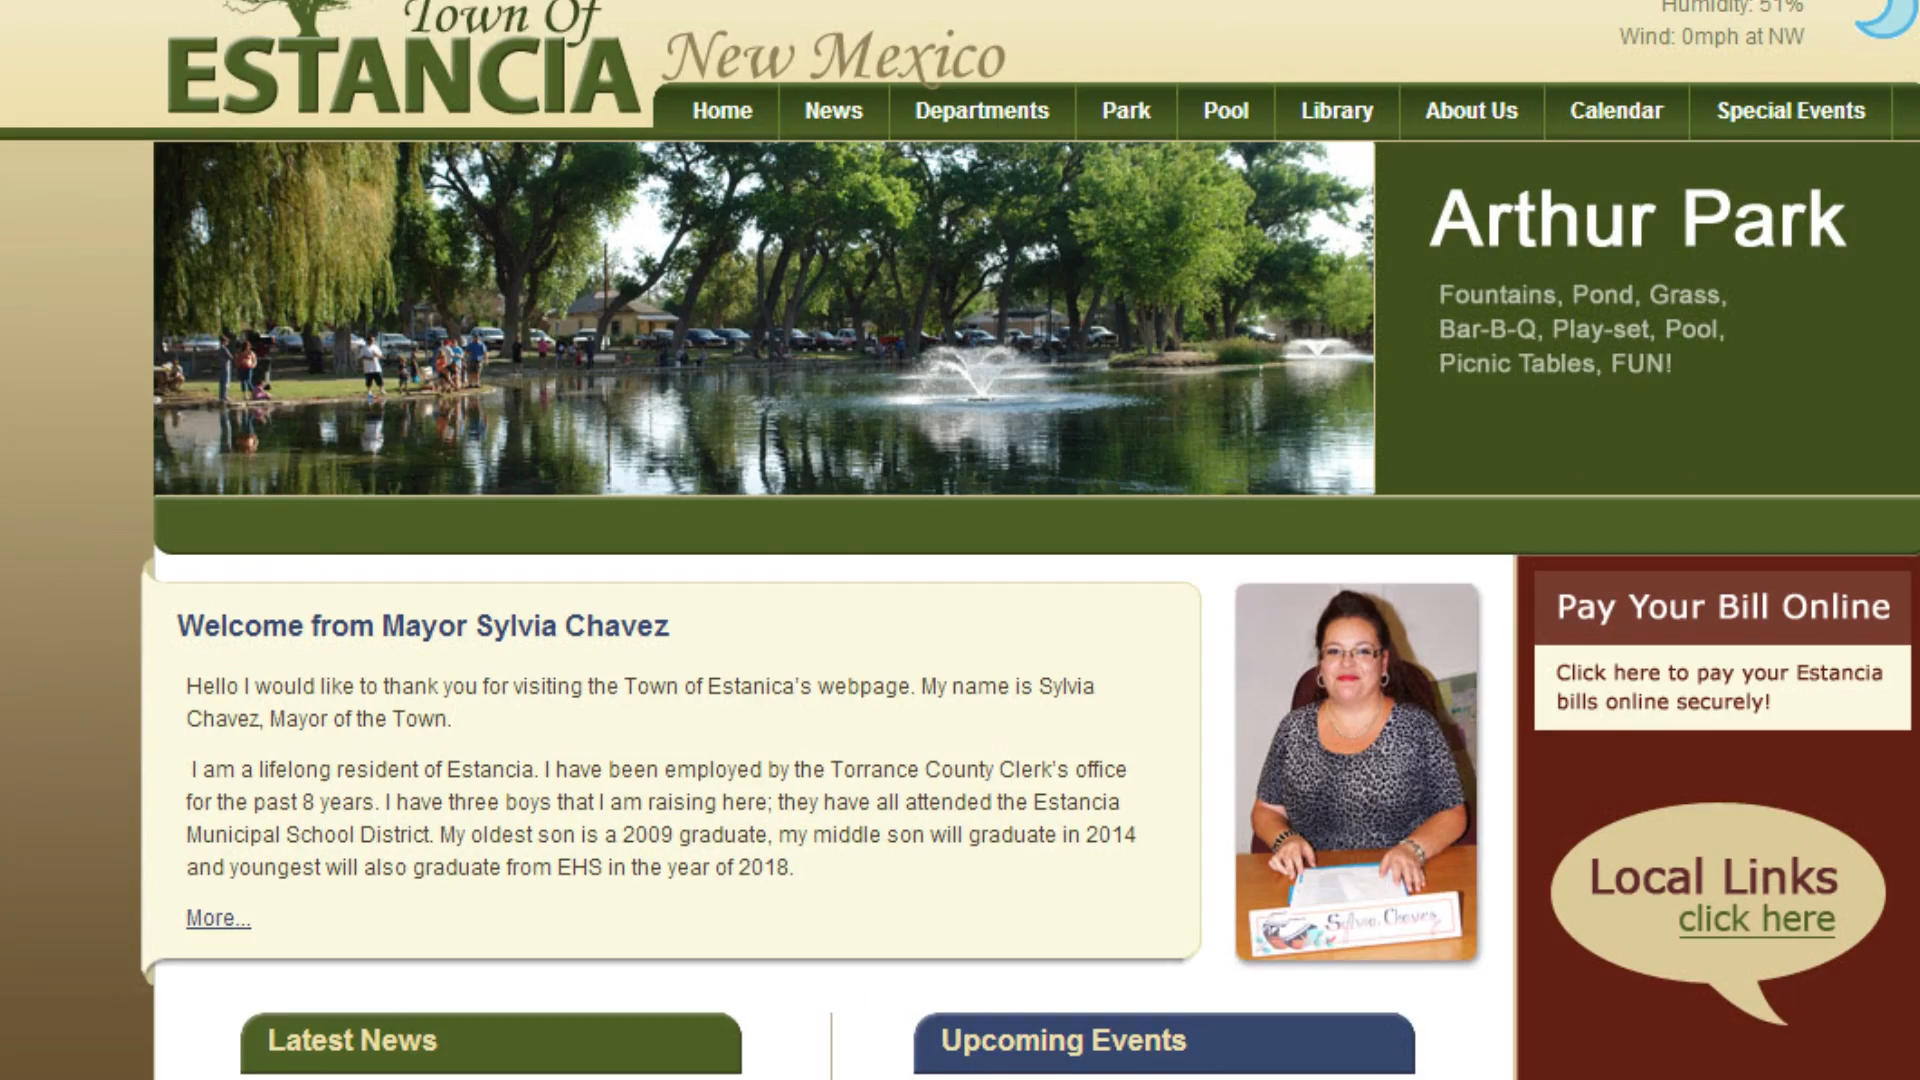 Humidity: 51%
Wind: 0mph at NW
Town Of
ESTANCIA
New Mexico
Home News Departments Park Pool Library About Us Calendar Special Events
Arthur Park
Fountains, Pond, Grass,
Bar-B-Q, Play-set, Pool,
Picnic Tables, FUN!
Welcome from Mayor Sylvia Chavez
Hello I would like to thank you for visiting the Town of Estanica's webpage. My name is Sylvia
Chavez, Mayor of the Town.
I am a lifelong resident of Estancia. I have been employed by the Torrance County Clerk's office
for the past 8 years. I have three boys that I am raising here; they have all attended the Estancia
Municipal School District. My oldest son is a 2009 graduate, my middle son will graduate in 2014
and youngest will also graduate from EHS in the year of 2018.
More...
Sylvia Chavez
Pay Your Bill Online
Click here to pay your Estancia
bills online securely!
Local Links
click here
Latest News
Upcoming Events